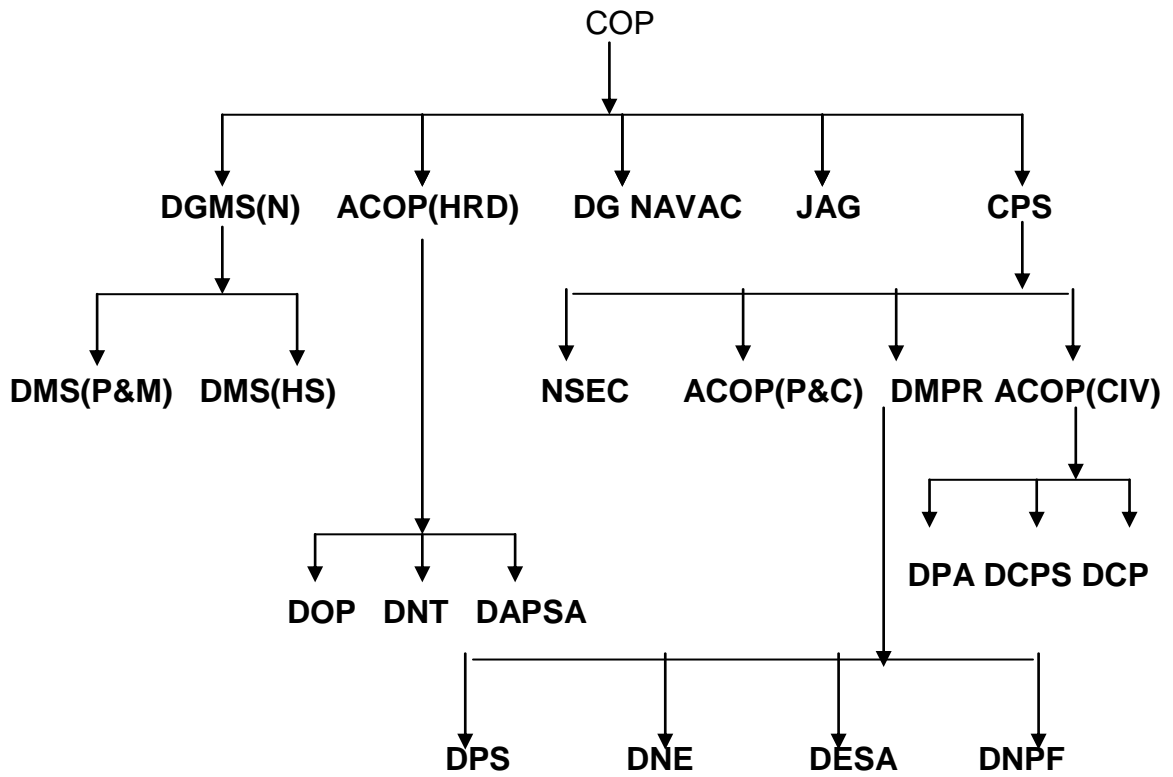 COP
DGMS(N) ACOP(HRD) DG NAVAC JAG CPS
DMS(P&M) DMS(HS) NSEC ACOP(P&C) DMPR ACOP(CIV)
DPA DCPS DCP
DOP DNT DAPSA
DPS DNE DESA DNPF